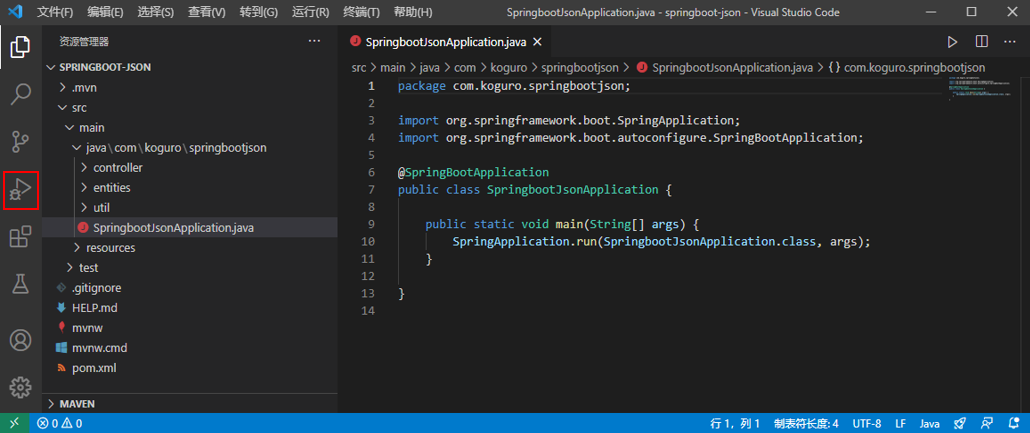 文件(F) 编辑(E) 选择(S) 查看(V) 转到(G) 运行(R) 终端(T) 帮助(H) SpringbootJsonApplication.java - springboot-json - Visual Studio Code
资源管理器
SPRINGBOOT-JSON
.mvn
src
main
java\com\koguro\springbootjson
controller
entities
util
SpringbootJsonApplication.java
resources
test
.gitignore
HELP.md
mvnw
mvnw.cmd
pom.xml
MAVEN
SpringbootJsonApplication.java
src > main > java > com > koguro > springbootjson > SpringbootJsonApplication.java > {} com.koguro.springbootjson
1 package com.koguro.springbootjson;
2
3 import org.springframework.boot.SpringApplication;
4 import org.springframework.boot.autoconfigure.SpringBootApplication;
5
6 @SpringBootApplication
7 public class SpringbootJsonApplication {
8
9 public static void main(String[] args) {
10 SpringApplication.run(SpringbootJsonApplication.class, args);
11 }
12
13 }
14
0 0 行 1，列 1 制表符长度: 4 UTF-8 LF Java